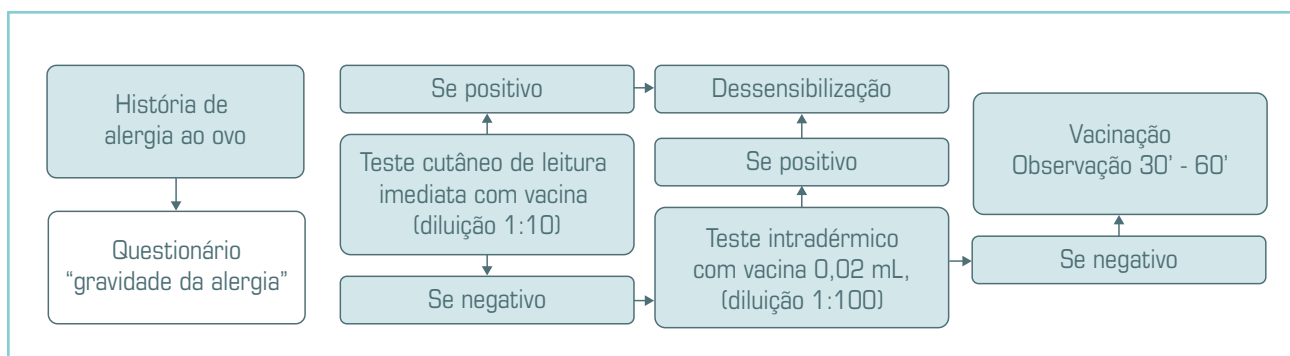 História de
alergia ao ovo
Questionário
“gravidade da alergia”
Se positivo
Teste cutâneo de leitura
imediata com vacina
(diluição 1:10)
Se negativo
Dessensibilização
Se positivo
Teste intradérmico
com vacina 0,02 mL,
(diluição 1:100)
Vacinação
Observação 30’ - 60’
Se negativo